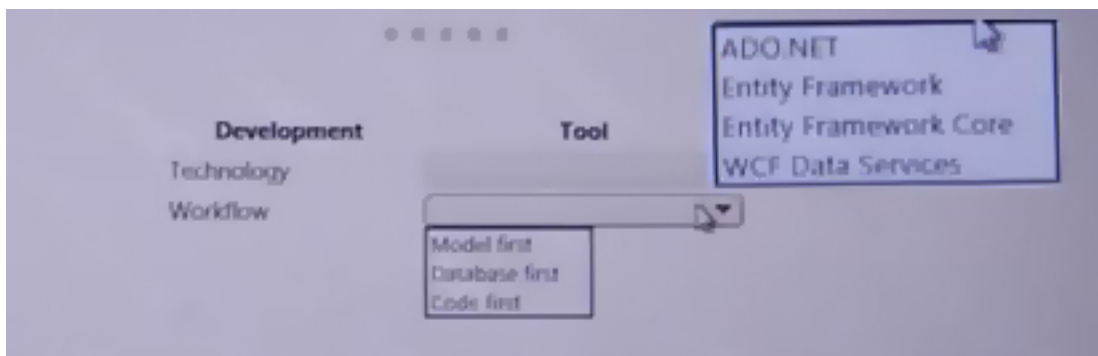 ADO.NET
Entity Framework
Entity Framework Core
WCF Data Services
Development Tool
Technology
Workflow
Model first
Database first
Code first